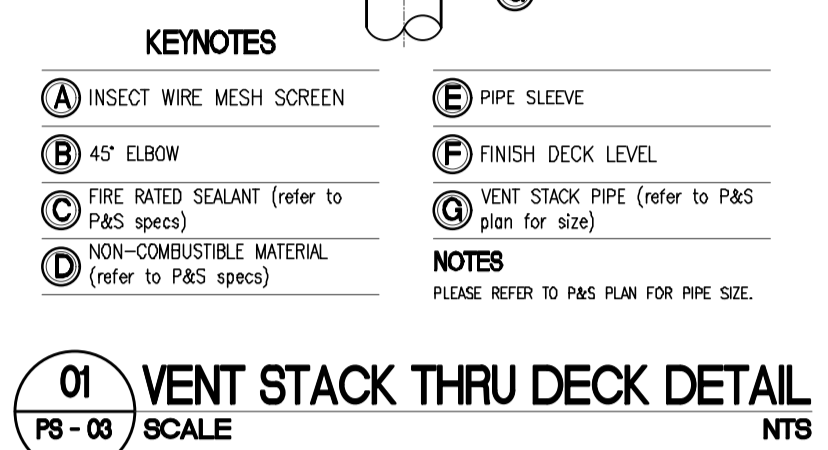 KEYNOTES
A INSECT WIRE MESH SCREEN
B 45° ELBOW
C FIRE RATED SEALANT (refer to
P&S specs)
D NON-COMBUSTIBLE MATERIAL
(refer to P&S specs)
E PIPE SLEEVE
F FINISH DECK LEVEL
G VENT STACK PIPE (refer to P&S
plan for size)
NOTES
PLEASE REFER TO P&S PLAN FOR PIPE SIZE.
01 VENT STACK THRU DECK DETAIL
PS - 03 SCALE NTS